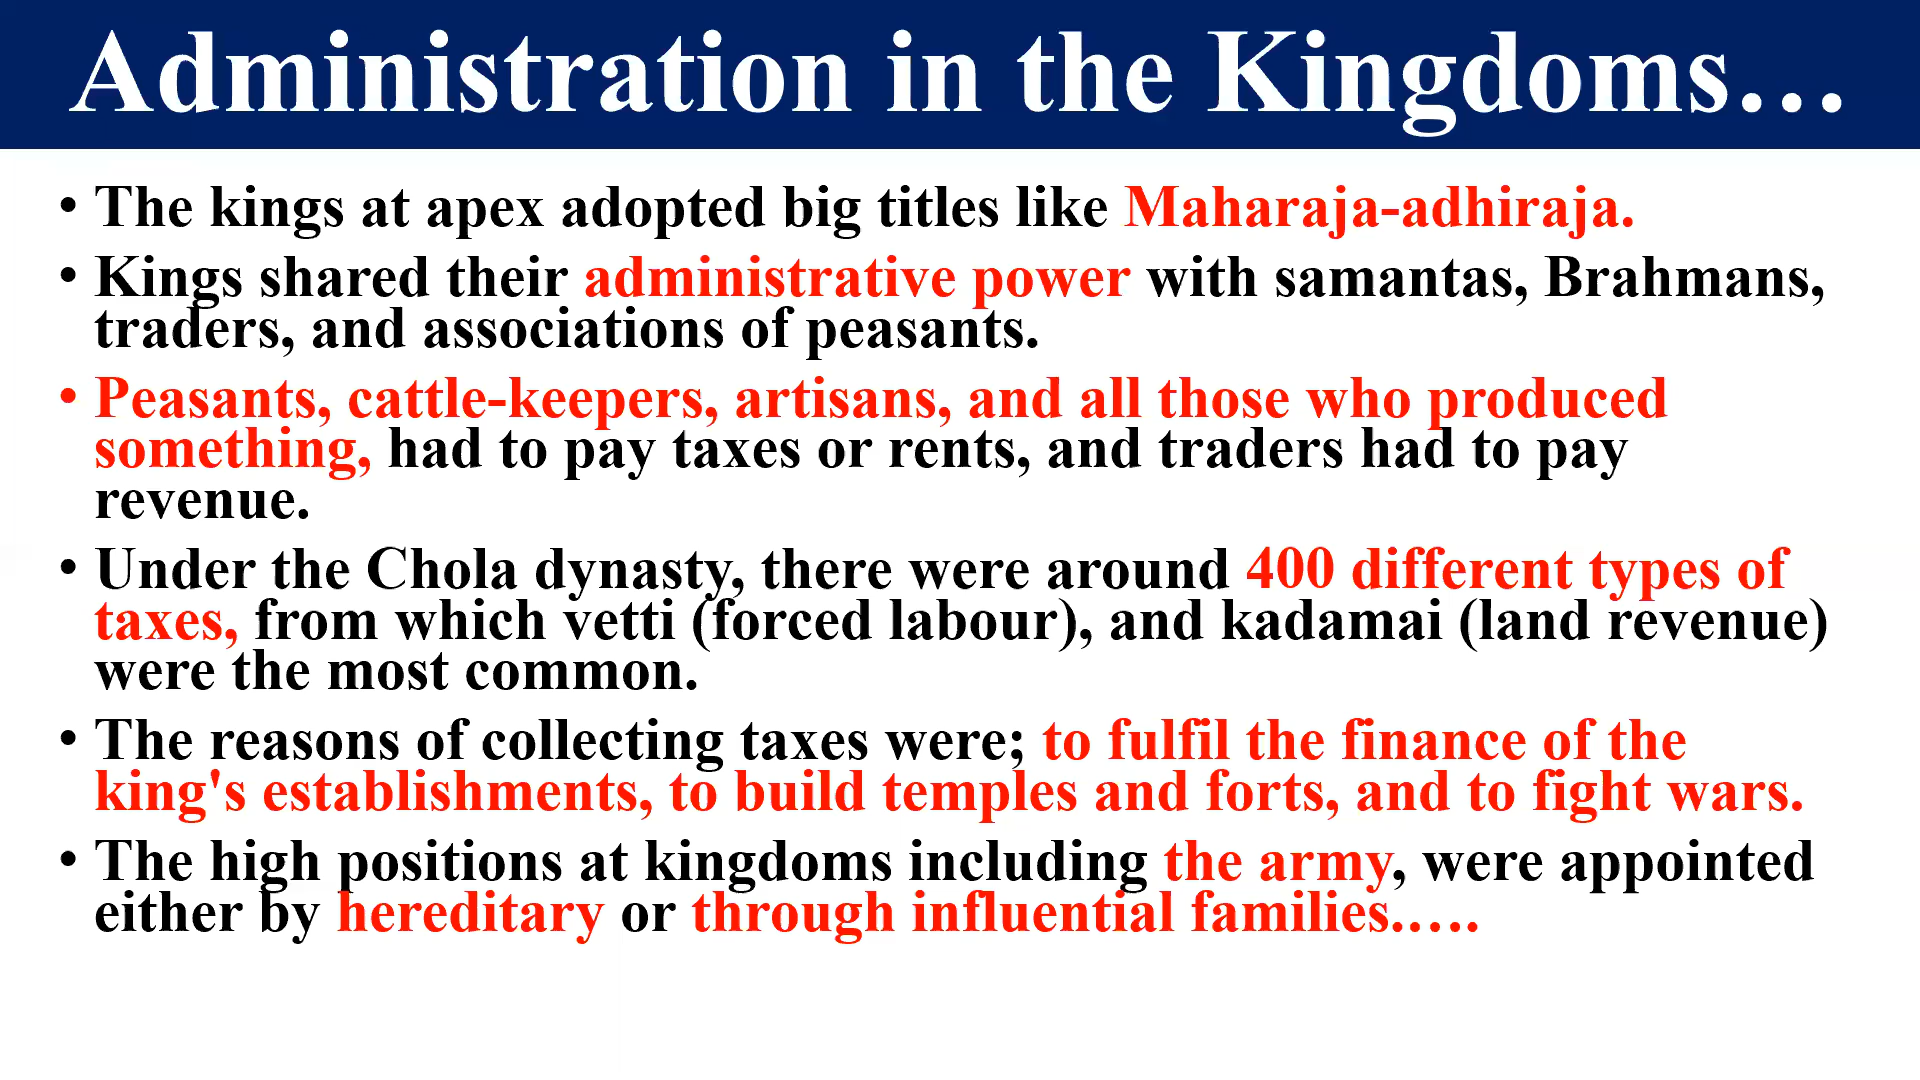 Administration in the Kingdoms…
• The kings at apex adopted big titles like Maharaja-adhiraja.
• Kings shared their administrative power with samantas, Brahmans,
traders, and associations of peasants.
• Peasants, cattle-keepers, artisans, and all those who produced
something, had to pay taxes or rents, and traders had to pay
revenue.
• Under the Chola dynasty, there were around 400 different types of
taxes, from which vetti (forced labour), and kadamai (land revenue)
were the most common.
• The reasons of collecting taxes were; to fulfil the finance of the
king's establishments, to build temples and forts, and to fight wars.
• The high positions at kingdoms including the army, were appointed
either by hereditary or through influential families.….